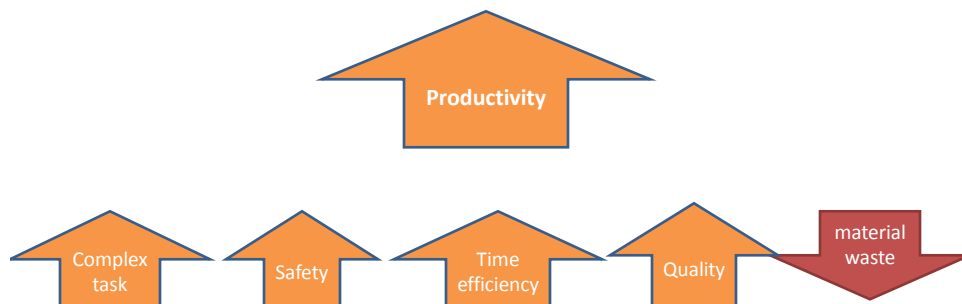 Productivity
Complex
task
Safety
Time
efficiency
Quality
material
waste